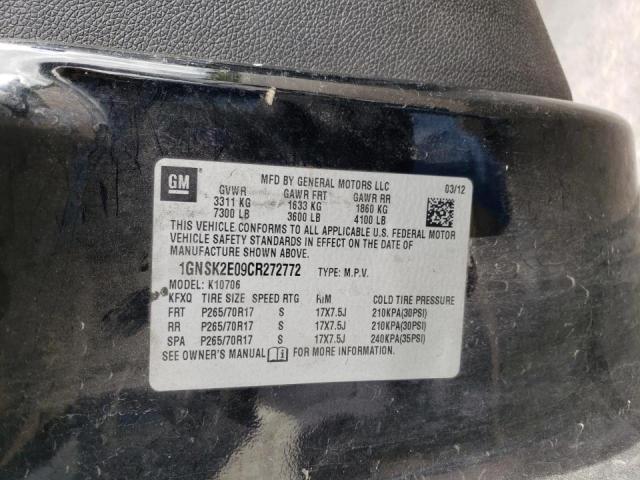 GM
MFD BY GENERAL MOTORS LLC 03/12
GVWR GAWR FRT GAWR RR
3311 KG 1633 KG 1860 KG
7300 LB 3600 LB 4100 LB
THIS VEHICLE CONFORMS TO ALL APPLICABLE U.S. FEDERAL MOTOR
VEHICLE SAFETY STANDARDS IN EFFECT ON THE DATE OF
MANUFACTURE SHOWN ABOVE.
1GNSK2E09CR272772 TYPE: M.P.V.
MODEL: K10706
KFXQ TIRE SIZE SPEED RTG RIM COLD TIRE PRESSURE
FRT P265/70R17 S 17X7.5J 210KPA(30PSI)
RR P265/70R17 S 17X7.5J 210KPA(30PSI)
SPA P265/70R17 S 17X7.5J 240KPA(35PSI)
SEE OWNER'S MANUAL FOR MORE INFORMATION.